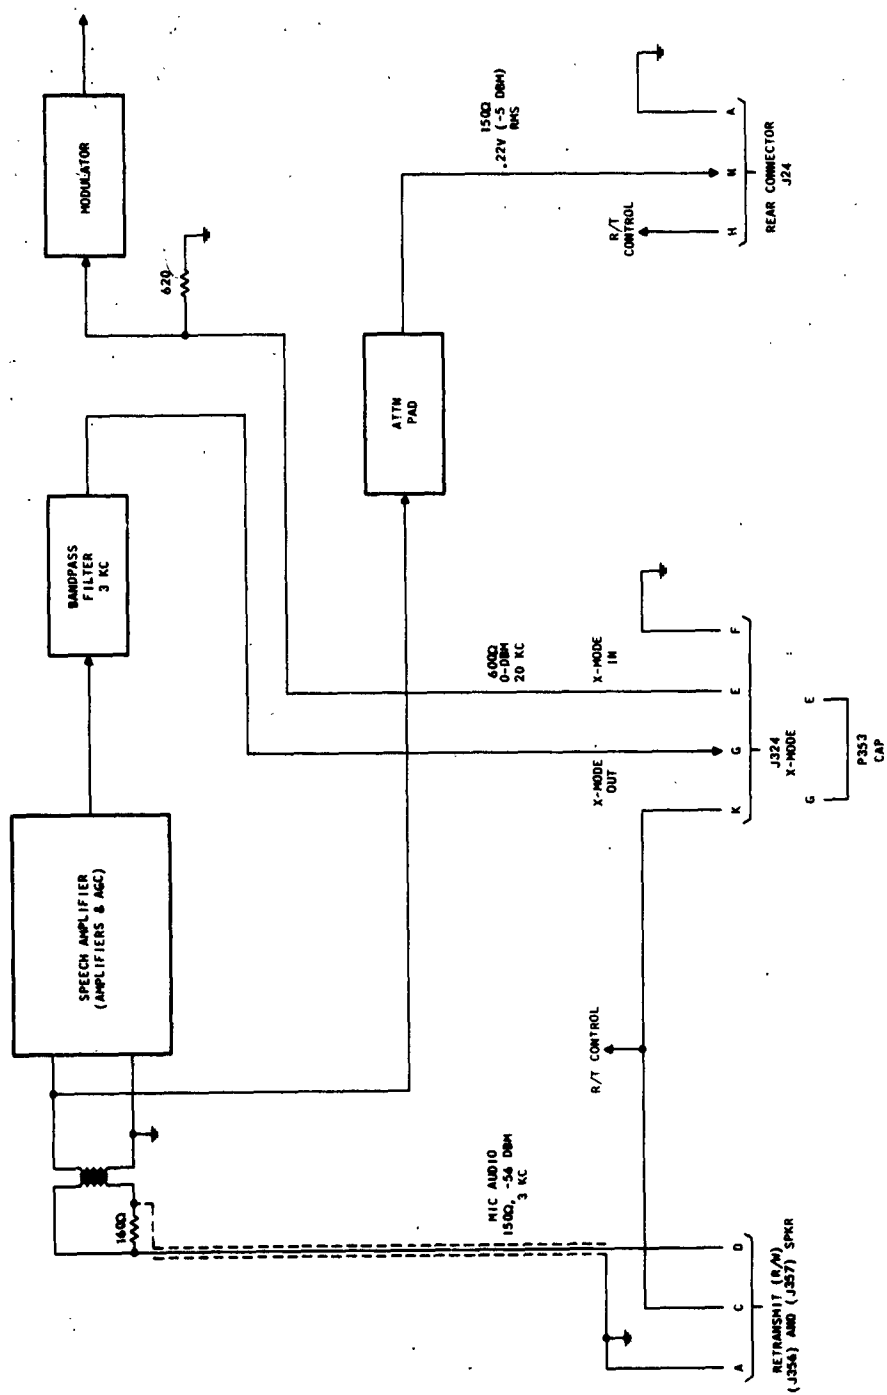 MODULATOR
620
BANDPASS
FILTER
3 KC
SPEECH AMPLIFIER
(AMPLIFIERS & AGC)
160Ω
ATTN
PAD
150Ω
.22V (-5 DBM)
RMS
R/T
CONTROL
H
N
A
REAR CONNECTOR
J24
600Ω
0-DBM
20 KC
X-MODE
IN
X-MODE
OUT
K
G
E
F
J324
X-MODE
G
E
P353
CAP
R/T CONTROL
MIC AUDIO
150Ω, -56 DBM
3 KC
A
C
D
RETRANSMIT (R/W)
(J356) AND (J357) SPKR